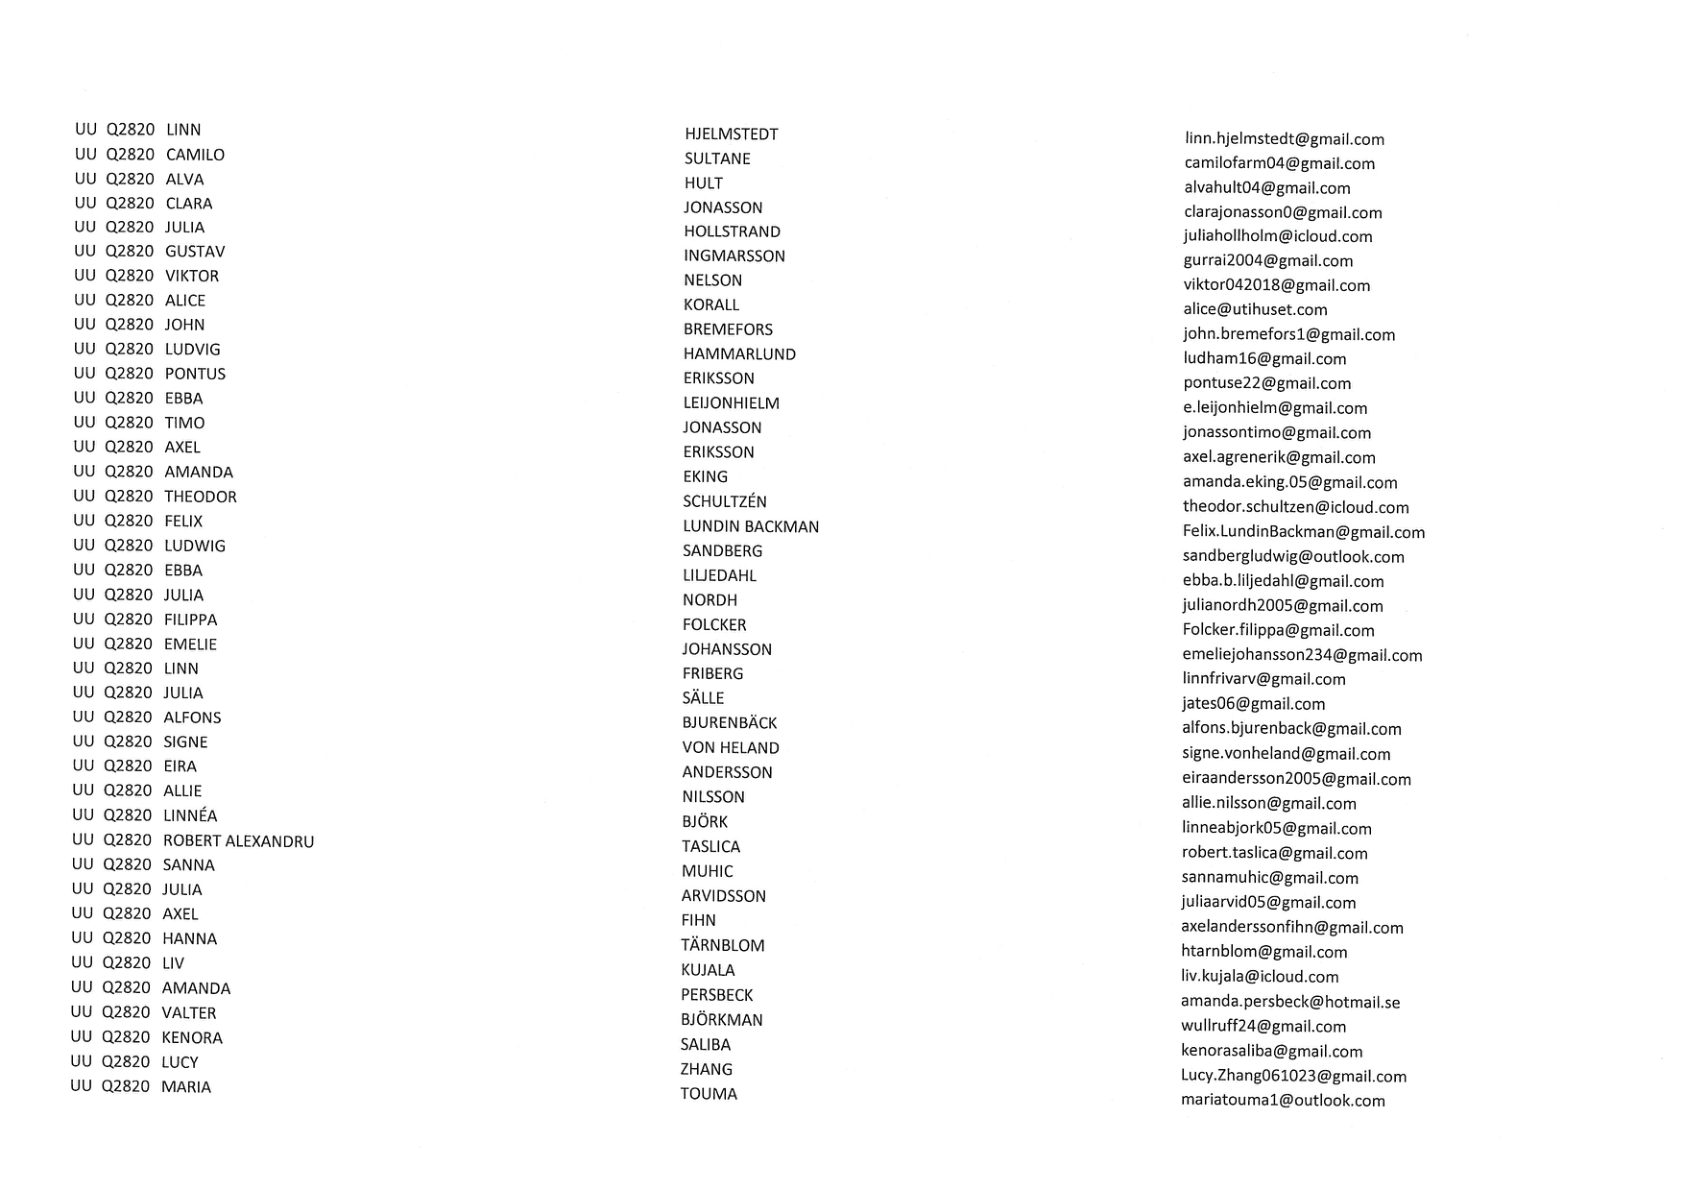 UU Q2820 LINN HJELMSTEDT linn.hjelmstedt@gmail.com
UU Q2820 CAMILO SULTANE camilofarm04@gmail.com
UU Q2820 ALVA HULT alvahult04@gmail.com
UU Q2820 CLARA JONASSON clarajonasson0@gmail.com
UU Q2820 JULIA HOLLSTRAND juliahollholm@icloud.com
UU Q2820 GUSTAV INGMARSSON gurrai2004@gmail.com
UU Q2820 VIKTOR NELSON viktor042018@gmail.com
UU Q2820 ALICE KORALL alice@utihuset.com
UU Q2820 JOHN BREMEFORS john.bremefors1@gmail.com
UU Q2820 LUDVIG HAMMARLUND ludham16@gmail.com
UU Q2820 PONTUS ERIKSSON pontuse22@gmail.com
UU Q2820 EBBA LEIJONHIELM e.leijonhielm@gmail.com
UU Q2820 TIMO JONASSON jonassontimo@gmail.com
UU Q2820 AXEL ERIKSSON axel.agrenerik@gmail.com
UU Q2820 AMANDA EKING amanda.eking.05@gmail.com
UU Q2820 THEODOR SCHULTZÉN theodor.schultzen@icloud.com
UU Q2820 FELIX LUNDIN BACKMAN Felix.LundinBackman@gmail.com
UU Q2820 LUDWIG SANDBERG sandbergludwig@outlook.com
UU Q2820 EBBA LILJEDAHL ebba.b.liljedahl@gmail.com
UU Q2820 JULIA NORDH julianordh2005@gmail.com
UU Q2820 FILIPPA FOLCKER Folcker.filippa@gmail.com
UU Q2820 EMELIE JOHANSSON emeliejohansson234@gmail.com
UU Q2820 LINN FRIBERG linnfrivarv@gmail.com
UU Q2820 JULIA SÄLLE jates06@gmail.com
UU Q2820 ALFONS BJURENBÄCK alfons.bjurenback@gmail.com
UU Q2820 SIGNE VON HELAND signe.vonheland@gmail.com
UU Q2820 EIRA ANDERSSON eiraandersson2005@gmail.com
UU Q2820 ALLIE NILSSON allie.nilsson@gmail.com
UU Q2820 LINNÉA BJÖRK linneabjork05@gmail.com
UU Q2820 ROBERT ALEXANDRU TASLICA robert.taslica@gmail.com
UU Q2820 SANNA MUHIC sannamuhic@gmail.com
UU Q2820 JULIA ARVIDSSON juliaarvid05@gmail.com
UU Q2820 AXEL FIHN axelanderssonfihn@gmail.com
UU Q2820 HANNA TÄRNBLOM htarnblom@gmail.com
UU Q2820 LIV KUJALA liv.kujala@icloud.com
UU Q2820 AMANDA PERSBECK amanda.persbeck@hotmail.se
UU Q2820 VALTER BJÖRKMAN wullruff24@gmail.com
UU Q2820 KENORA SALIBA kenorasaliba@gmail.com
UU Q2820 LUCY ZHANG Lucy.Zhang061023@gmail.com
UU Q2820 MARIA TOUMA mariatouma1@outlook.com